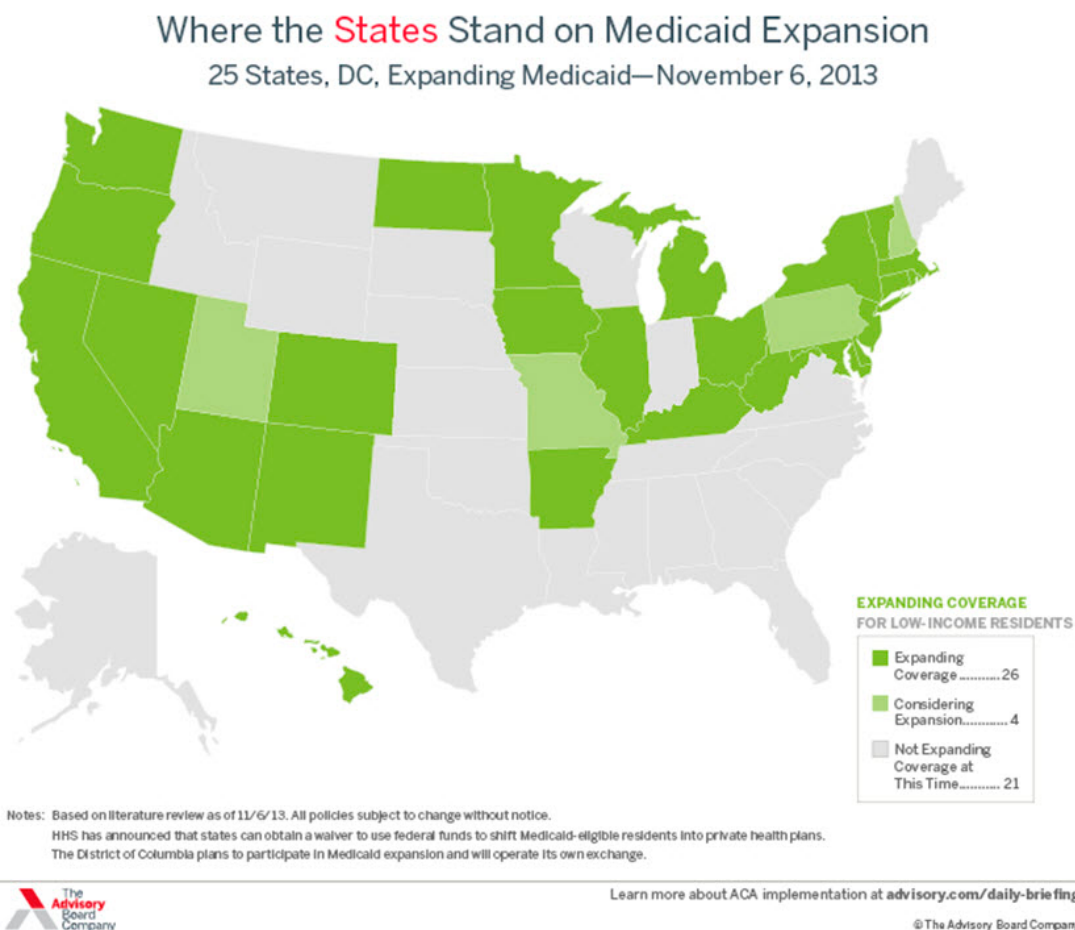 Where the States Stand on Medicaid Expansion
25 States, DC, Expanding Medicaid—November 6, 2013
EXPANDING COVERAGE
FOR LOW-INCOME RESIDENTS
Expanding
Coverage...........26
Considering
Expansion............4
Not Expanding
Coverage at
This Time.......... 21
Notes: Based on literature review as of 11/6/13. All policies subject to change without notice.
HHS has announced that states can obtain a waiver to use federal funds to shift Medicaid-eligible residents into private health plans.
The District of Columbia plans to participate in Medicaid expansion and will operate its own exchange.
The
Advisory
Board
Company
Learn more about ACA implementation at advisory.com/daily-briefing
© The Advisory Board Company